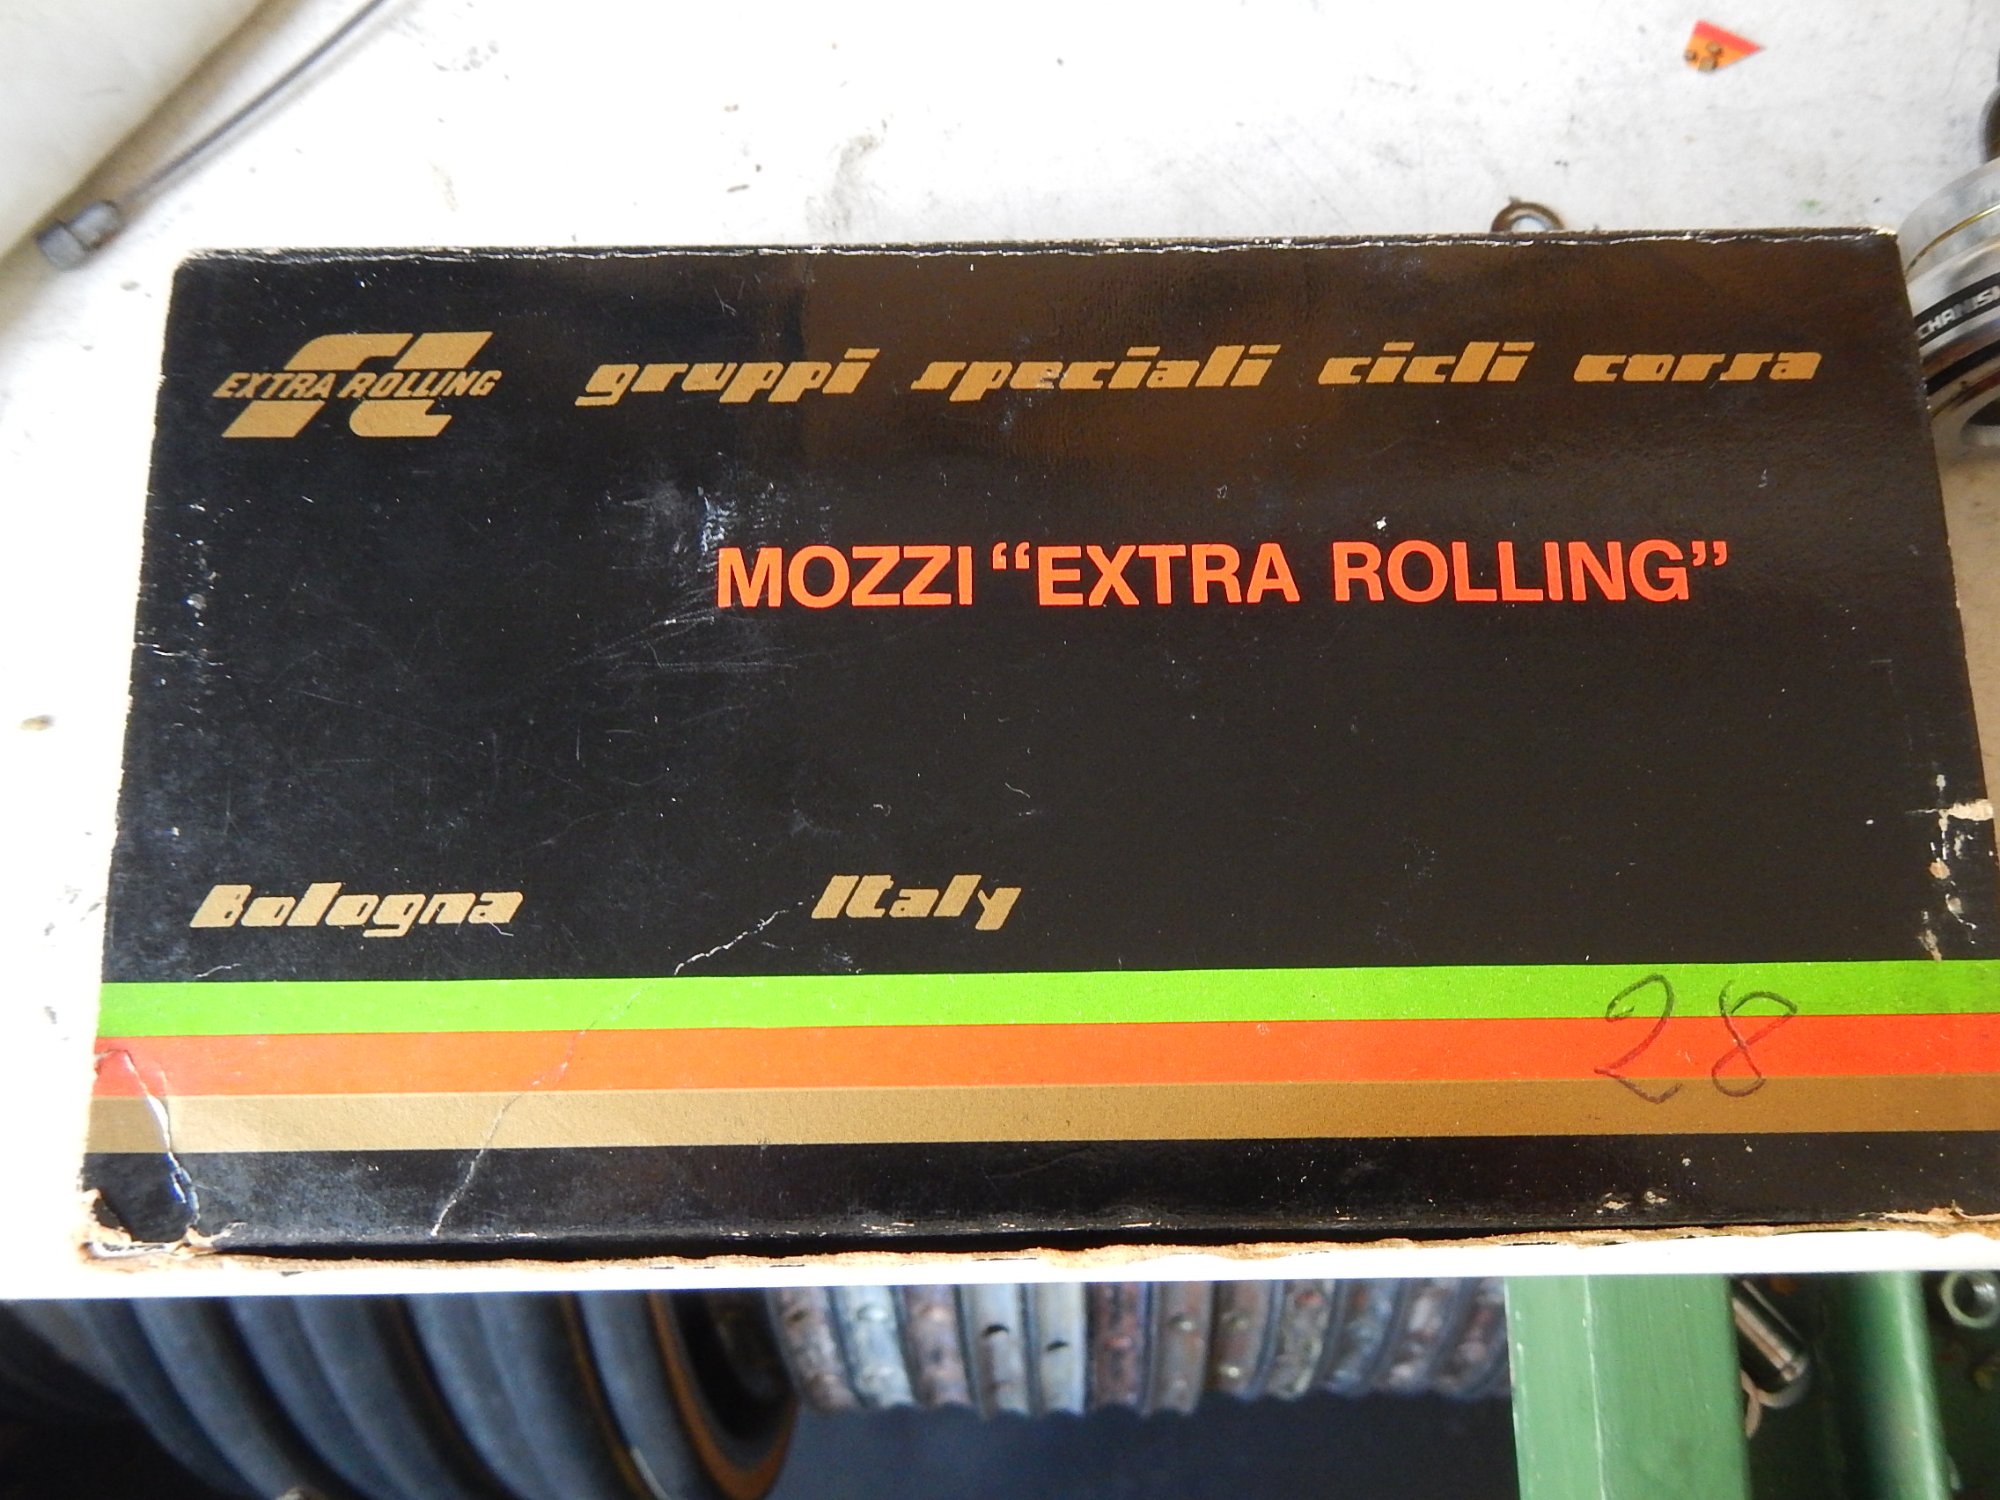 EXTRA ROLLING
gruppi speciali cicli corsa
MOZZI “EXTRA ROLLING”
Bologna Italy
28